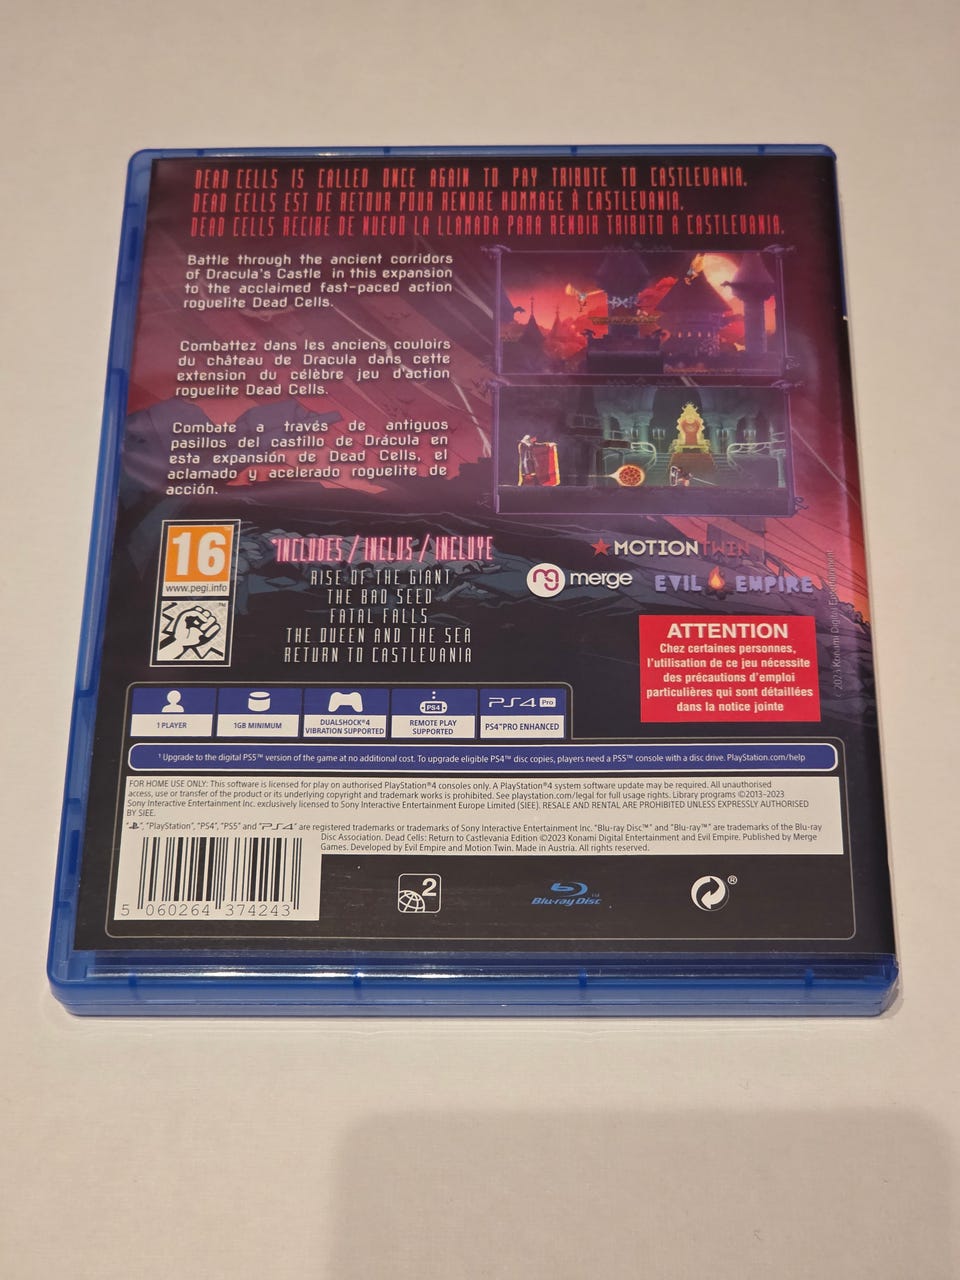 DEAD CELLS IS CALLED ONCE AGAIN TO PAY TRIBUTE TO CASTLEVANIA.
DEAD CELLS EST DE RETOUR POUR RENDRE HOMMAGE À CASTLEVANIA.
DEAD CELLS RECIBE DE NUEVO LA LLAMADA PARA RENDIR TRIBUTO A CASTLEVANIA.
Battle through the ancient corridors
of Dracula's Castle in this expansion
to the acclaimed fast-paced action
roguelite Dead Cells.
Combattez dans les anciens couloirs
du château de Dracula dans cette
extension du célèbre jeu d'action
roguelite Dead Cells.
Combate a través de antiguos
pasillos del castillo de Drácula en
esta expansión de Dead Cells, el
aclamado y acelerado roguelite de
acción.
16
www.pegi.info
*INCLUDES / INCLUS / INCLUYE
RISE OF THE GIANT
THE BAD SEED
FATAL FALLS
THE QUEEN AND THE SEA
RETURN TO CASTLEVANIA
MOTION TWIN
merge
EVIL EMPIRE
© 2023 Konami Digital Entertainment
ATTENTION
Chez certaines personnes,
l'utilisation de ce jeu nécessite
des précautions d'emploi
particulières qui sont détaillées
dans la notice jointe
1 PLAYER
1GB MINIMUM
DUALSHOCK®4
VIBRATION SUPPORTED
PS4
REMOTE PLAY
SUPPORTED
PS4 Pro
PS4™PRO ENHANCED
¹ Upgrade to the digital PS5™ version of the game at no additional cost. To upgrade eligible PS4™ disc copies, players need a PS5™ console with a disc drive. PlayStation.com/help
FOR HOME USE ONLY: This software is licensed for play on authorised PlayStation®4 consoles only. A PlayStation®4 system software update may be required. All unauthorised
access, use or transfer of the product or its underlying copyright and trademark works is prohibited. See playstation.com/legal for full usage rights. Library programs ©2013-2023
Sony Interactive Entertainment Inc. exclusively licensed to Sony Interactive Entertainment Europe Limited (SIEE). RESALE AND RENTAL ARE PROHIBITED UNLESS EXPRESSLY AUTHORISED
BY SIEE.
" ", "PlayStation", "PS4", "PS5" and "PS4" are registered trademarks or trademarks of Sony Interactive Entertainment Inc. "Blu-ray Disc™" and "Blu-ray™" are trademarks of the Blu-ray
Disc Association. Dead Cells: Return to Castlevania Edition ©2023 Konami Digital Entertainment and Evil Empire. Published by Merge
Games. Developed by Evil Empire and Motion Twin. Made in Austria. All rights reserved.
5 060264 374243
2
Blu-ray Disc™
®